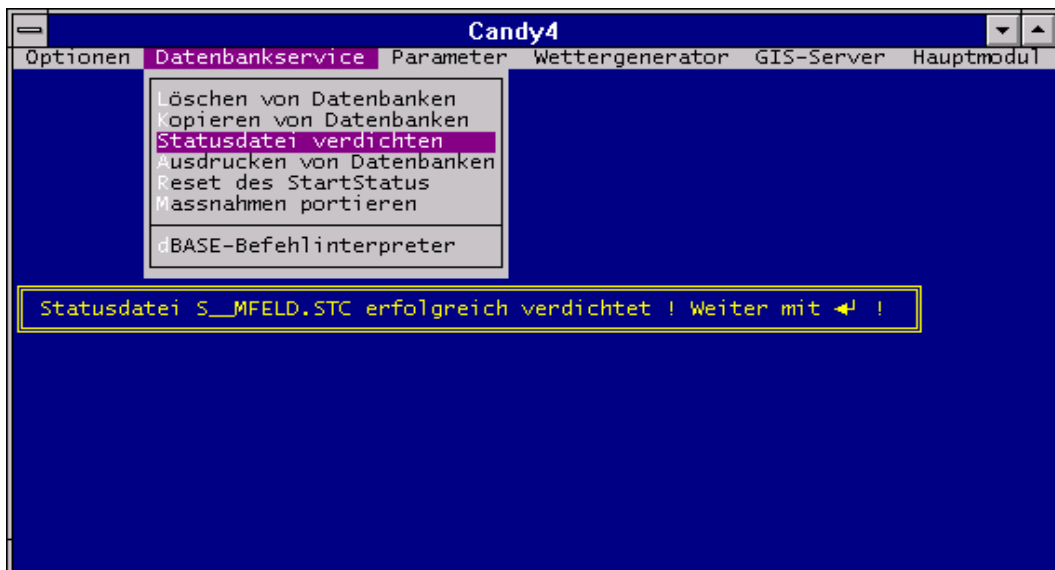 Candy4
Optionen Datenbankservice Parameter Wettergenerator GIS-Server Hauptmodul
Löschen von Datenbanken
Kopieren von Datenbanken
Statusdatei verdichten
Ausdrucken von Datenbanken
Reset des StartStatus
Massnahmen portieren
dBASE-Befehlinterpreter
Statusdatei S__MFELD.STC erfolgreich verdichtet ! Weiter mit ↵ !